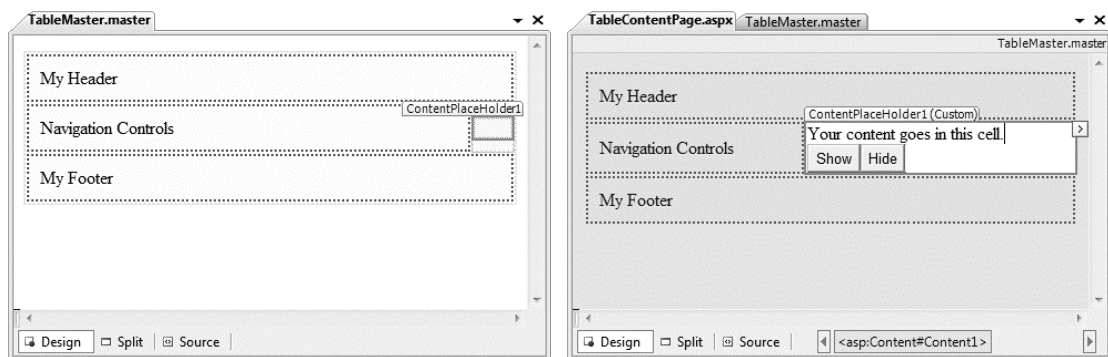 TableMaster.master
My Header
ContentPlaceHolder1
Navigation Controls
My Footer
Design Split Source
TableContentPage.aspx TableMaster.master
TableMaster.master
My Header
ContentPlaceHolder1 (Custom)
Your content goes in this cell.
Navigation Controls
Show Hide
My Footer
Design Split Source <asp:Content#Content1>